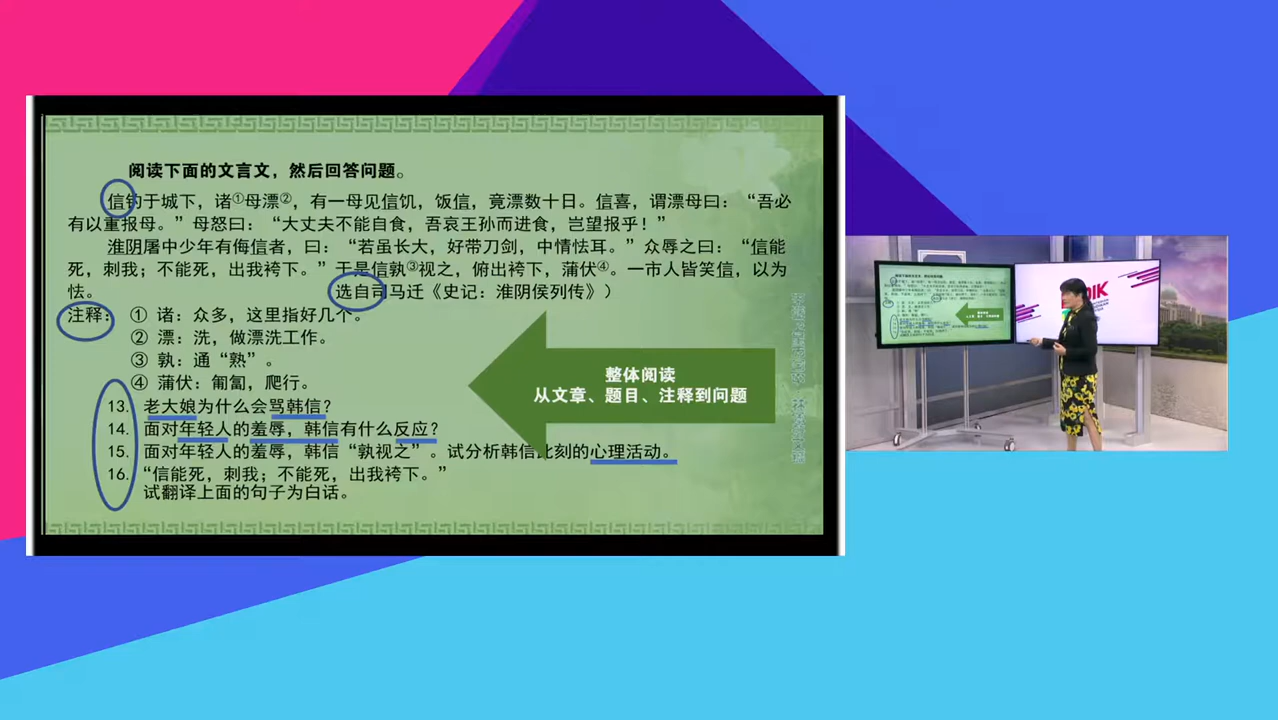 阅读下面的文言文，然后回答问题。
信钓于城下，诸①母漂②，有一母见信饥，饭信，竟漂数十日。信喜，谓漂母曰：“吾必
有以重报母。”母怒曰：“大丈夫不能自食，吾哀王孙而进食，岂望报乎！”
淮阴屠中少年有侮信者，曰：“若虽长大，好带刀剑，中情怯耳。”众辱之曰：“信能
死，刺我；不能死，出我袴下。”于是信孰③视之，俯出袴下，蒲伏④。一市人皆笑信，以为
怯。 选自司马迁《史记：淮阴侯列传》）
注释： ① 诸：众多，这里指好几个。
② 漂：洗，做漂洗工作。
③ 孰：通“熟”。
④ 蒲伏：匍匐，爬行。
整体阅读
从文章、题目、注释到问题
13. 老大娘为什么会骂韩信？
14. 面对年轻人的羞辱，韩信有什么反应？
15. 面对年轻人的羞辱，韩信“孰视之”。试分析韩信此刻的心理活动。
16. “信能死，刺我；不能死，出我袴下。”
试翻译上面的句子为白话。